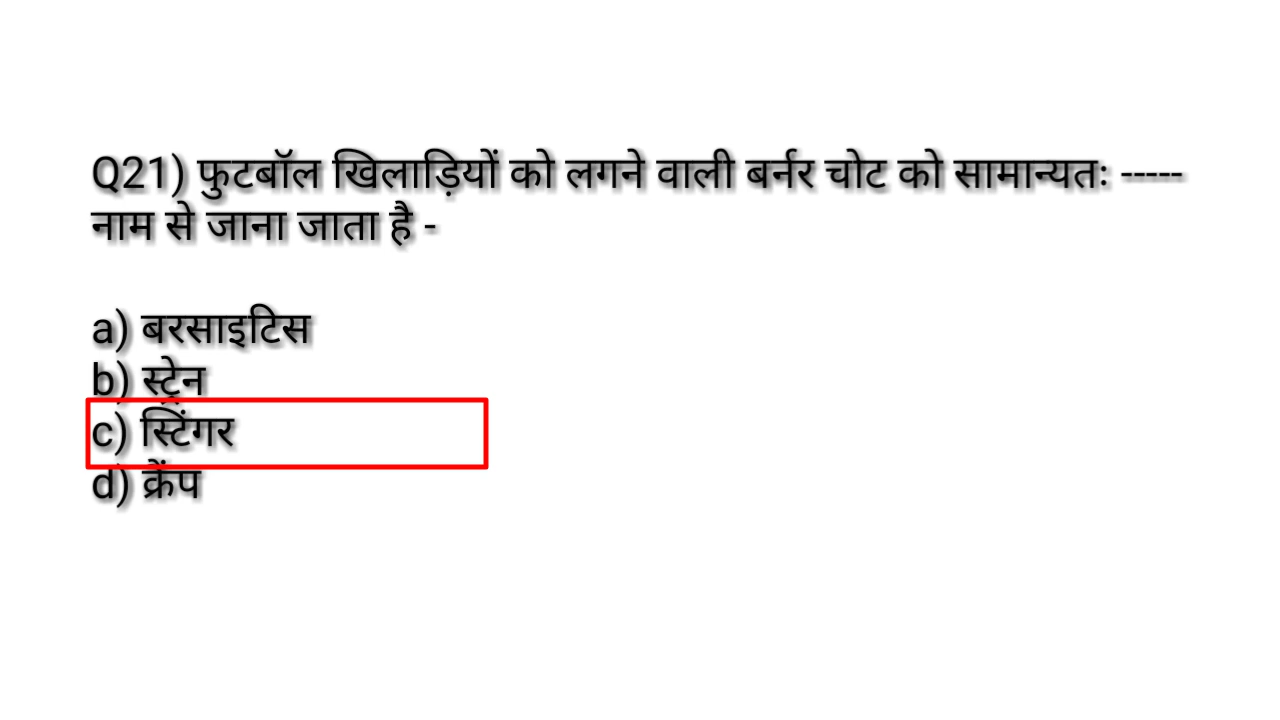 Q21) फुटबॉल खिलाड़ियों को लगने वाली बर्नर चोट को सामान्यतः -----
नाम से जाना जाता है -
a) बरसाइटिस
b) स्ट्रेन
c) स्टिंगर
d) क्रैंप